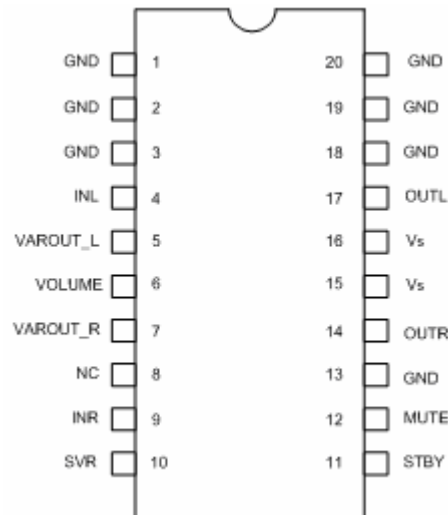 GND 1 20 GND
GND 2 19 GND
GND 3 18 GND
INL 4 17 OUTL
VAROUT_L 5 16 Vs
VOLUME 6 15 Vs
VAROUT_R 7 14 OUTR
NC 8 13 GND
INR 9 12 MUTE
SVR 10 11 STBY